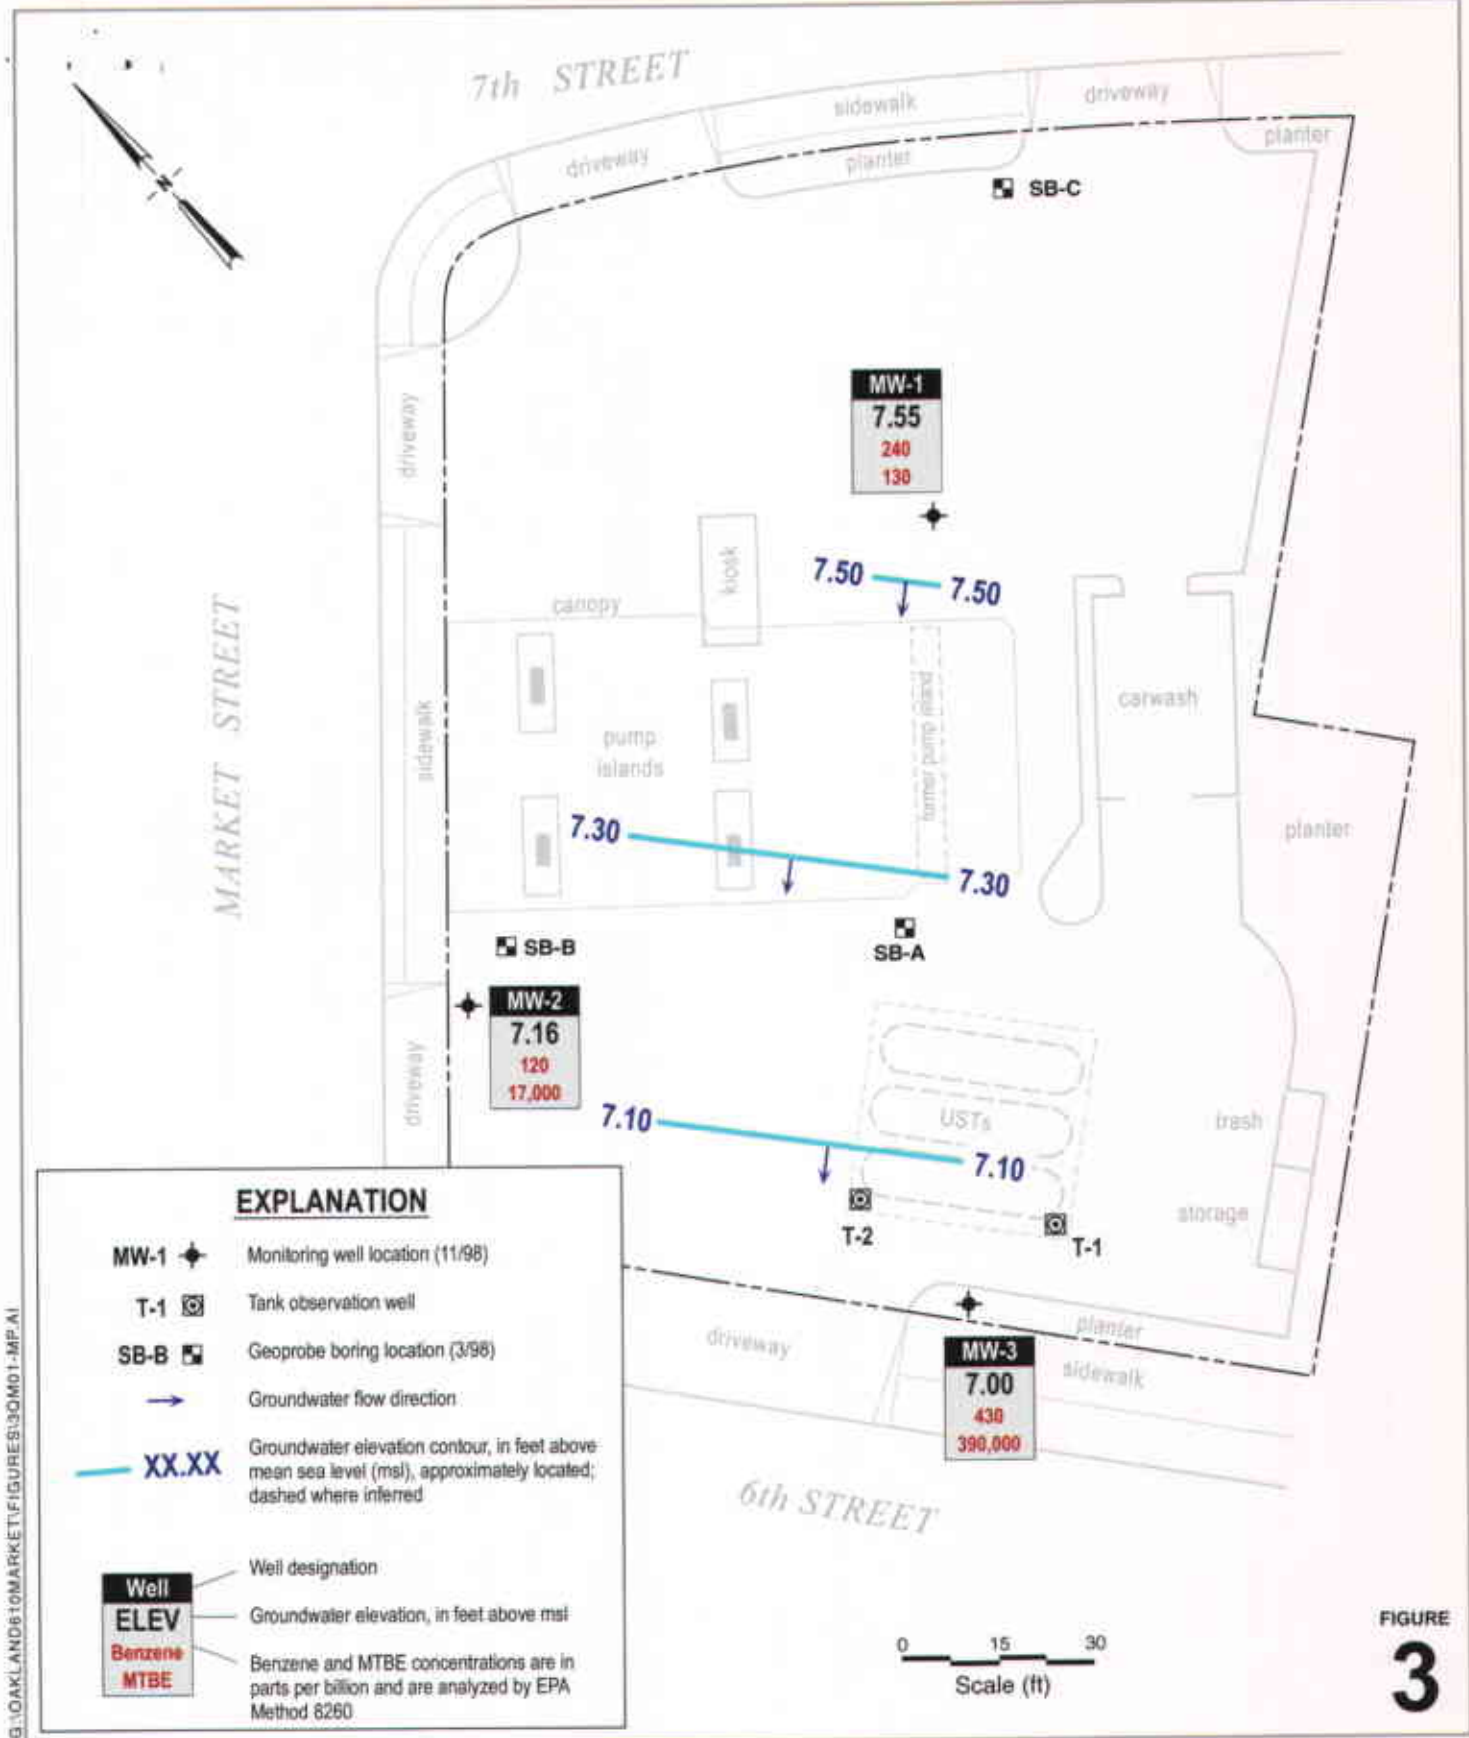 7th STREET
sidewalk
driveway
planter
driveway
planter
N
SB-C
MW-1
7.55
240
130
driveway
7.50
7.50
kiosk
canopy
MARKET STREET
sidewalk
former pump island
carwash
pump
islands
7.30
7.30
planter
SB-B
SB-A
MW-2
7.16
120
17,000
driveway
7.10
USTs
7.10
trash
storage
T-2
T-1
driveway
planter
sidewalk
MW-3
7.00
430
390,000
6th STREET
EXPLANATION
MW-1 Monitoring well location (11/98)
T-1 Tank observation well
SB-B Geoprobe boring location (3/98)
Groundwater flow direction
XX.XX Groundwater elevation contour, in feet above
mean sea level (msl), approximately located;
dashed where inferred
Well
ELEV
Benzene
MTBE
Well designation
Groundwater elevation, in feet above msl
Benzene and MTBE concentrations are in
parts per billion and are analyzed by EPA
Method 8260
0 15 30
Scale (ft)
FIGURE
3
G:\OAKLAND610MARKET\FIGURES\3QM01-MP.AI